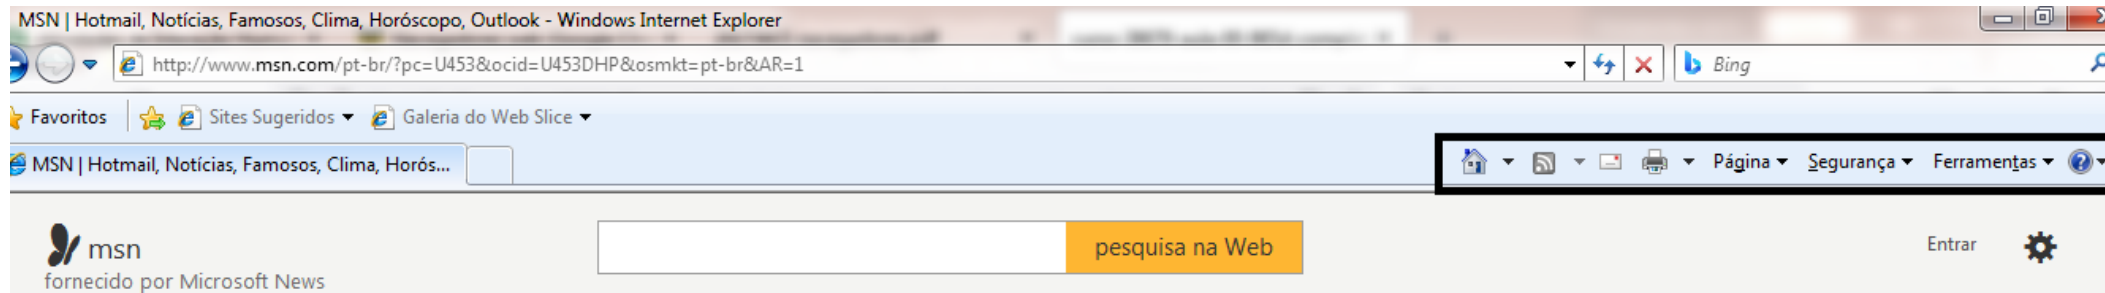 MSN | Hotmail, Notícias, Famosos, Clima, Horóscopo, Outlook - Windows Internet Explorer
http://www.msn.com/pt-br/?pc=U453&ocid=U453DHP&osmkt=pt-br&AR=1
Bing
Favoritos Sites Sugeridos Galeria do Web Slice
MSN | Hotmail, Notícias, Famosos, Clima, Horós... Página Segurança Ferramentas
msn pesquisa na Web Entrar
fornecido por Microsoft News